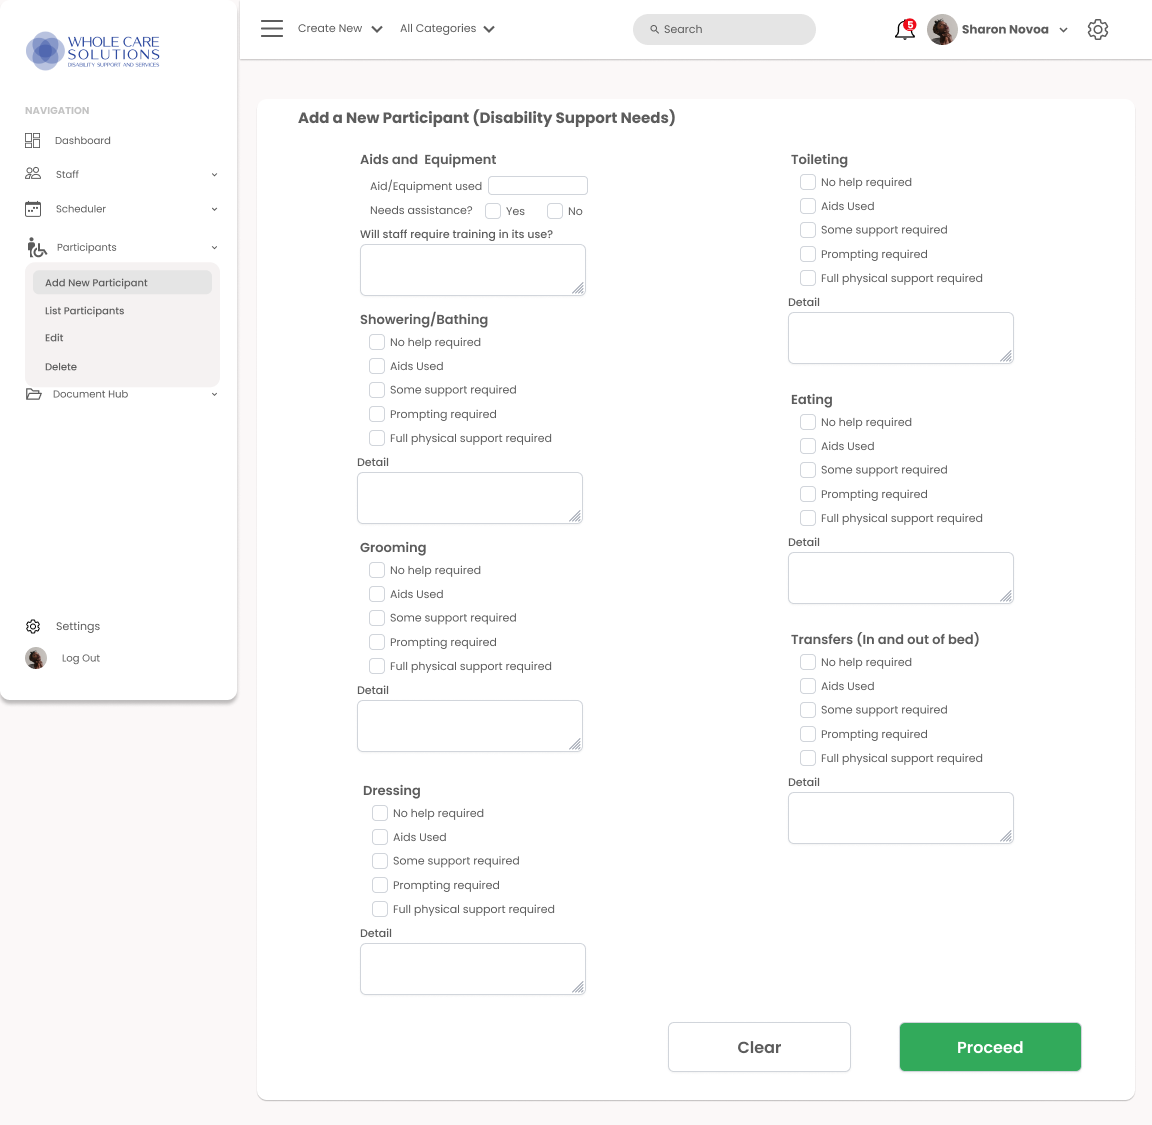 WHOLE CARE
SOLUTIONS
DISABILITY SUPPORT AND SERVICES
NAVIGATION
Dashboard
Staff
Scheduler
Participants
Add New Participant
List Participants
Edit
Delete
Document Hub
Settings
Log Out
Create New
All Categories
Search
5
Sharon Novoa
Add a New Participant (Disability Support Needs)
Aids and Equipment
Aid/Equipment used
Needs assistance? Yes No
Will staff require training in its use?
Showering/Bathing
No help required
Aids Used
Some support required
Prompting required
Full physical support required
Detail
Grooming
No help required
Aids Used
Some support required
Prompting required
Full physical support required
Detail
Dressing
No help required
Aids Used
Some support required
Prompting required
Full physical support required
Detail
Toileting
No help required
Aids Used
Some support required
Prompting required
Full physical support required
Detail
Eating
No help required
Aids Used
Some support required
Prompting required
Full physical support required
Detail
Transfers (In and out of bed)
No help required
Aids Used
Some support required
Prompting required
Full physical support required
Detail
Clear
Proceed